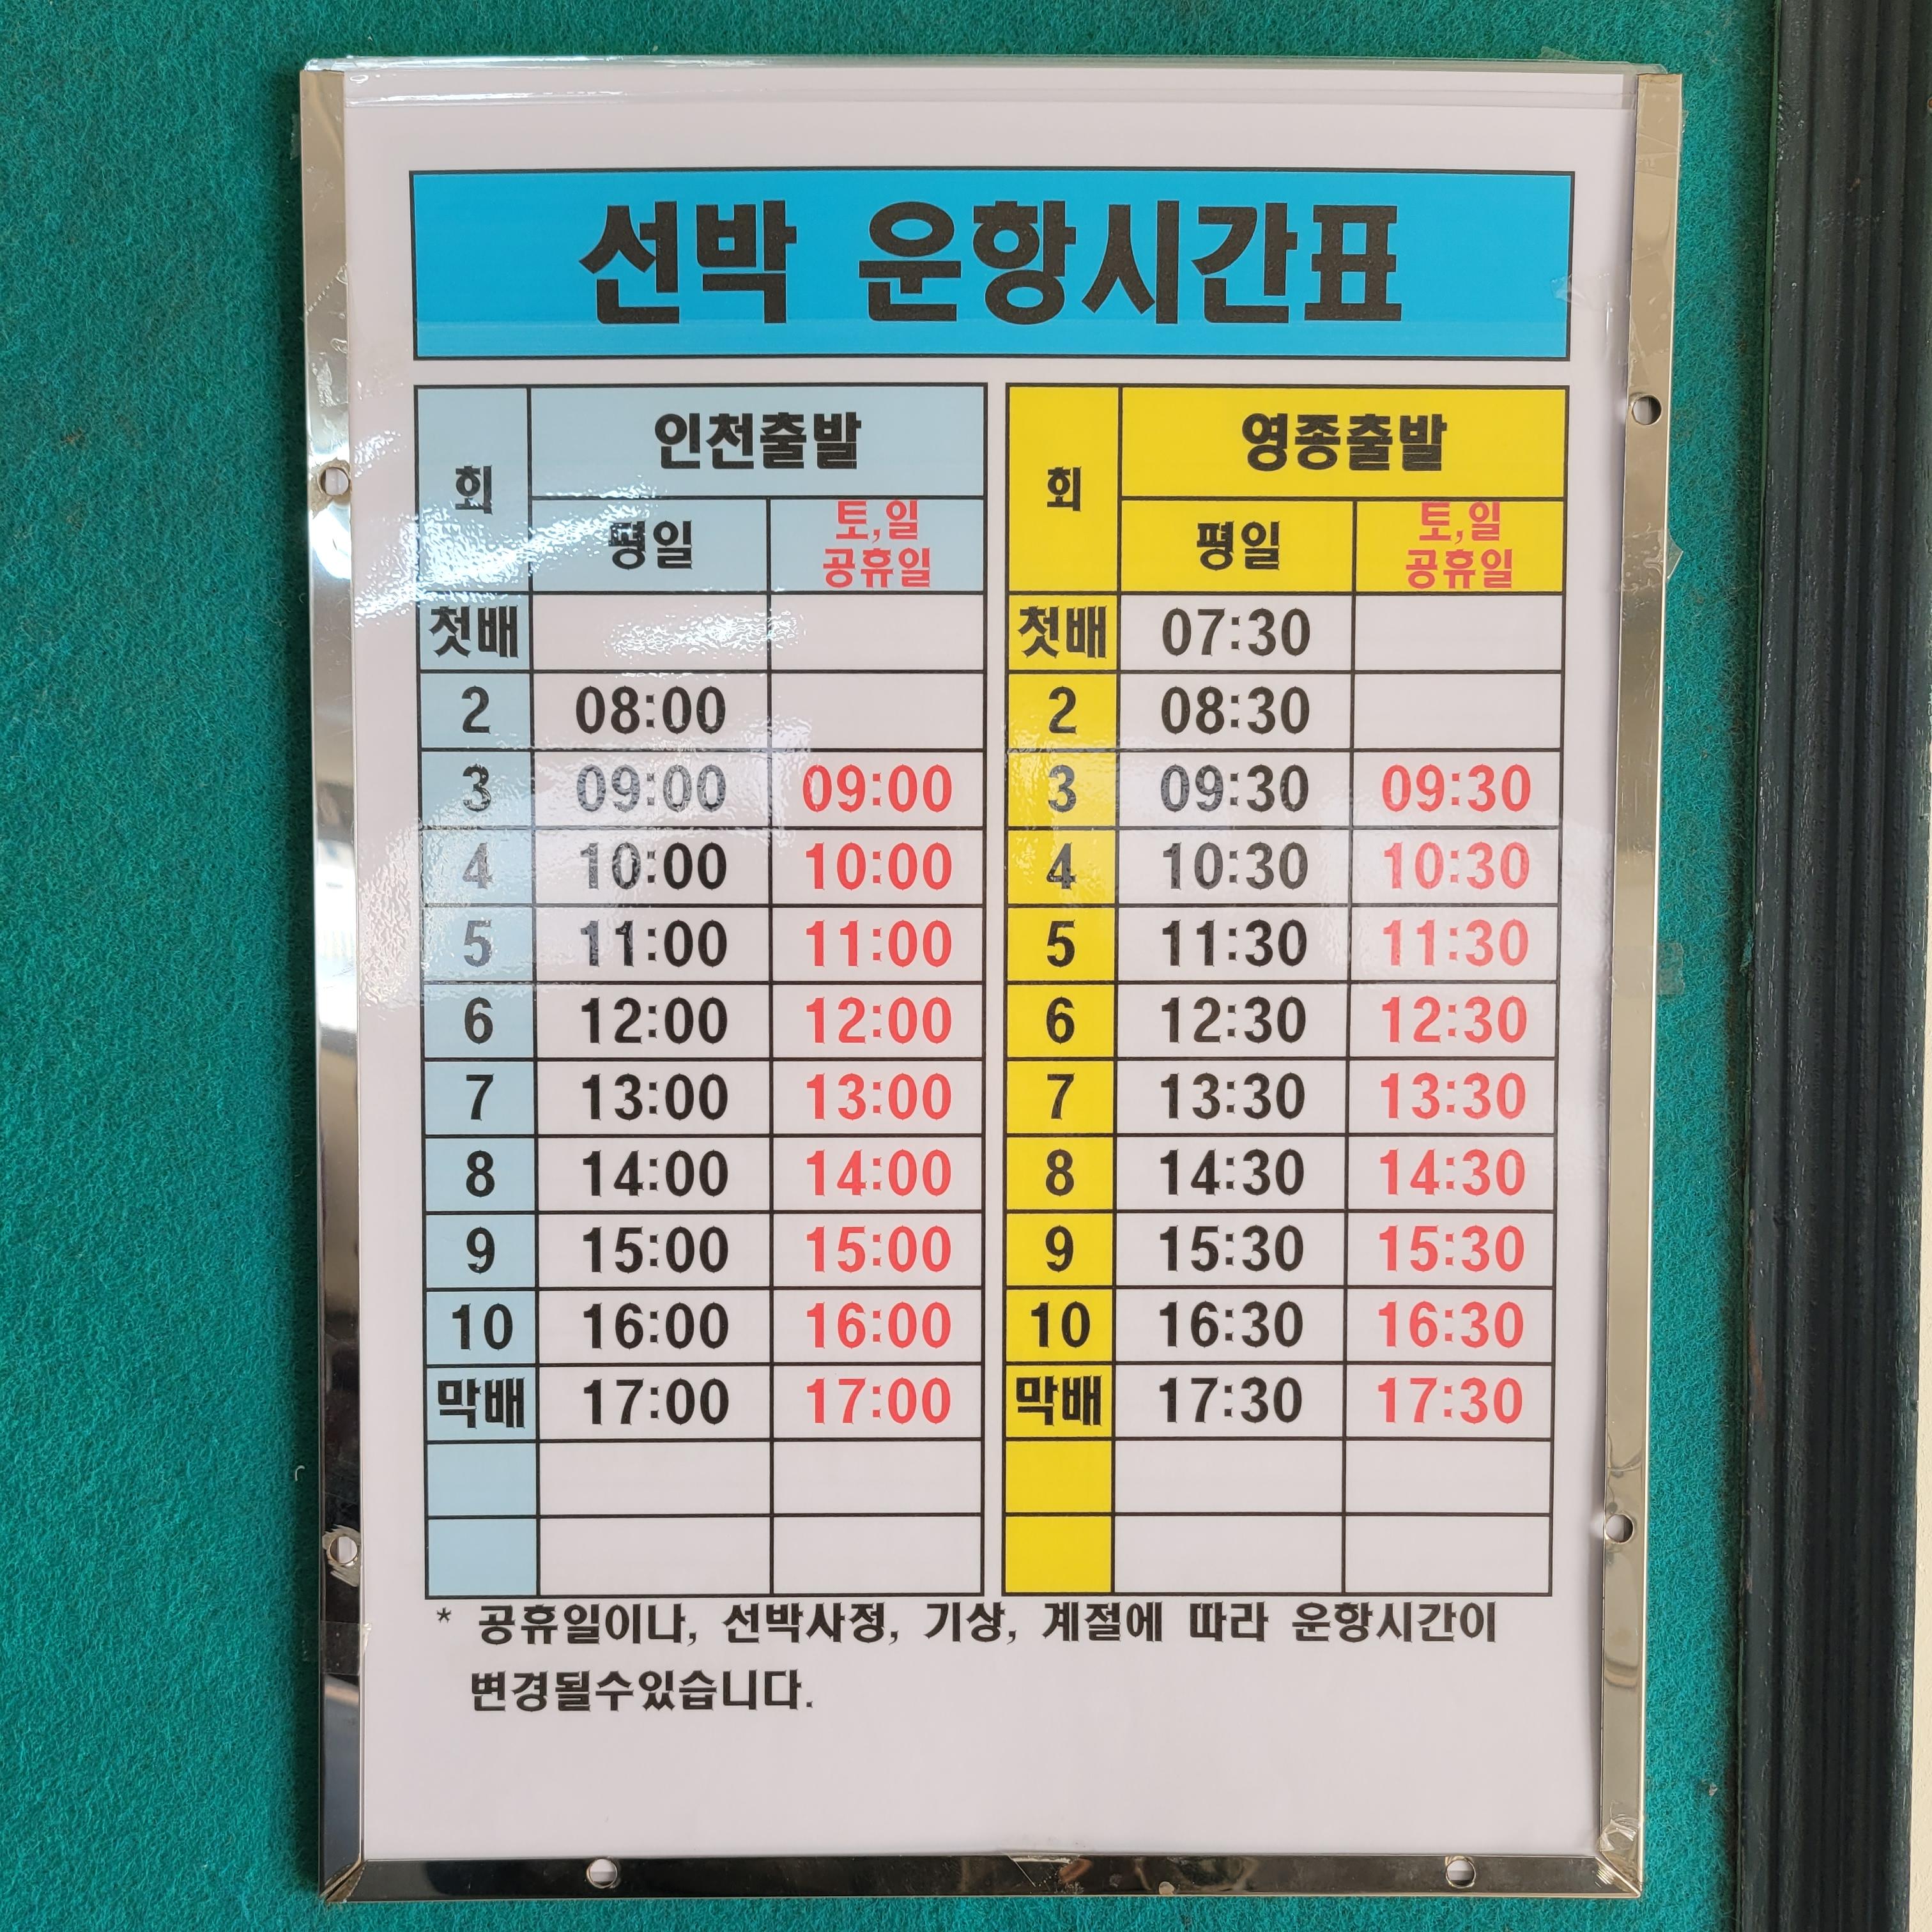 선박 운항시간표
회 인천출발 회 영종출발
평일 토,일 공휴일 평일 토,일 공휴일
첫배 첫배 07:30
2 08:00 2 08:30
3 09:00 09:00 3 09:30 09:30
4 10:00 10:00 4 10:30 10:30
5 11:00 11:00 5 11:30 11:30
6 12:00 12:00 6 12:30 12:30
7 13:00 13:00 7 13:30 13:30
8 14:00 14:00 8 14:30 14:30
9 15:00 15:00 9 15:30 15:30
10 16:00 16:00 10 16:30 16:30
막배 17:00 17:00 막배 17:30 17:30
* 공휴일이나, 선박사정, 기상, 계절에 따라 운항시간이
변경될수있습니다.